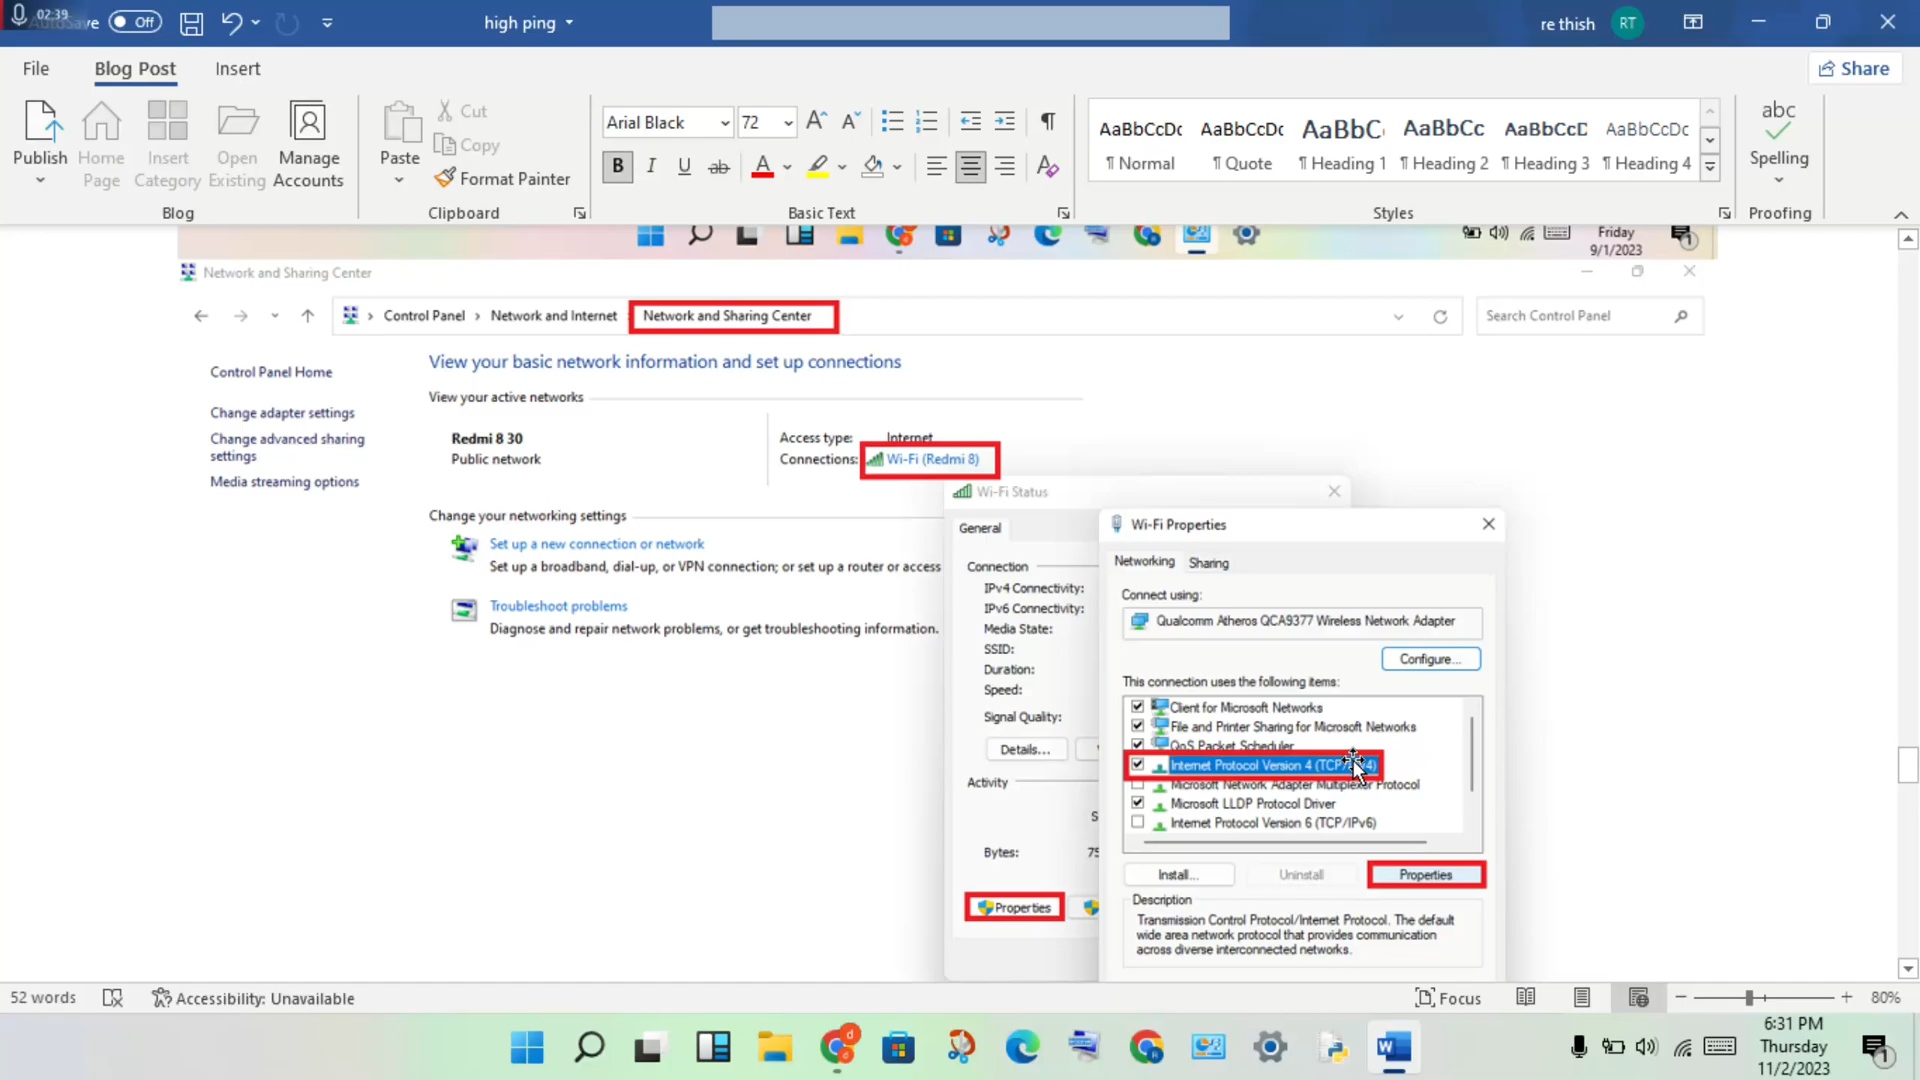 02:39
Off
high ping
re thish
RT
File
Blog Post
Insert
Share
Publish
Home Page
Insert Category
Open Existing
Manage Accounts
Blog
Paste
Cut
Copy
Format Painter
Clipboard
Arial Black
72
Basic Text
AaBbCcDc
¶ Normal
AaBbCcDc
¶ Quote
AaBbC
¶ Heading 1
AaBbCc
¶ Heading 2
AaBbCcD
¶ Heading 3
AaBbCcDc
¶ Heading 4
Styles
abc
Spelling
Proofing
Friday
9/1/2023
1
Network and Sharing Center
Control Panel
Network and Internet
Network and Sharing Center
Search Control Panel
Control Panel Home
Change adapter settings
Change advanced sharing
settings
Media streaming options
View your basic network information and set up connections
View your active networks
Redmi 8 30
Public network
Access type: Internet
Connections: Wi-Fi (Redmi 8)
Change your networking settings
Set up a new connection or network
Set up a broadband, dial-up, or VPN connection; or set up a router or access
Troubleshoot problems
Diagnose and repair network problems, or get troubleshooting information.
Wi-Fi Status
General
Connection
IPv4 Connectivity:
IPv6 Connectivity:
Media State:
SSID:
Duration:
Speed:
Signal Quality:
Details...
Activity
Bytes: 75
Properties
Wi-Fi Properties
Networking
Sharing
Connect using:
Qualcomm Atheros QCA9377 Wireless Network Adapter
Configure...
This connection uses the following items:
Client for Microsoft Networks
File and Printer Sharing for Microsoft Networks
QoS Packet Scheduler
Internet Protocol Version 4
Microsoft Network Adapter Multiplexor Protocol
Microsoft LLDP Protocol Driver
Internet Protocol Version 6 (TCP/IPv6)
Install...
Uninstall
Properties
Description
Transmission Control Protocol/Internet Protocol. The default
wide area network protocol that provides communication
across diverse interconnected networks.
52 words
Accessibility: Unavailable
Focus
80%
6:31 PM
Thursday
11/2/2023
1